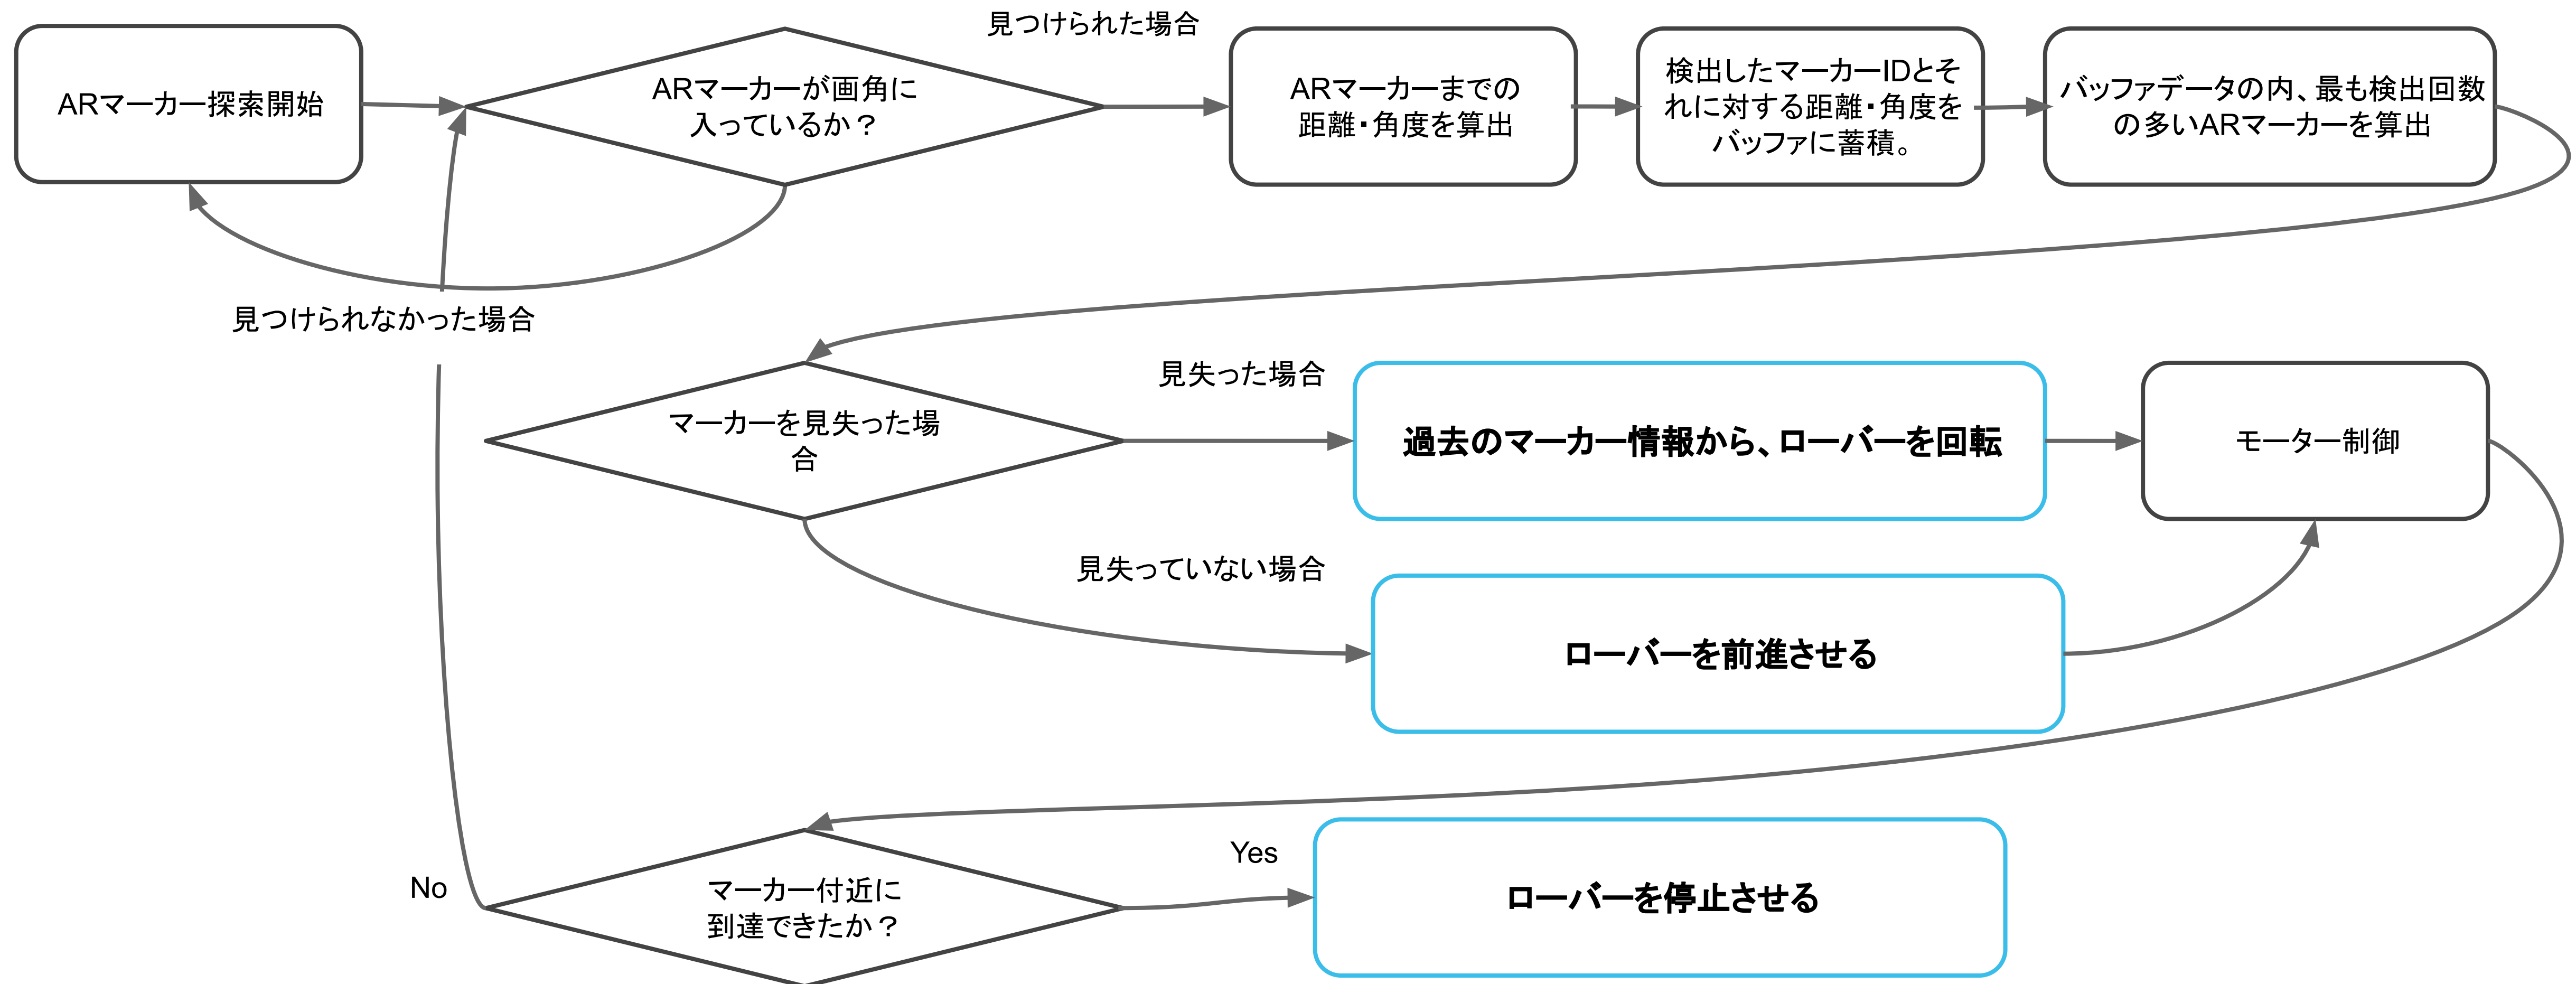 見つけられた場合
ARマーカー探索開始
ARマーカーが画角に
入っているか？
ARマーカーまでの
距離・角度を算出
検出したマーカーIDとそ
れに対する距離・角度を
バッファに蓄積。
バッファデータの内、最も検出回数
の多いARマーカーを算出
見つけられなかった場合
マーカーを見失った場
合
見失った場合
過去のマーカー情報から、ローバーを回転
モーター制御
見失っていない場合
ローバーを前進させる
No
マーカー付近に
到達できたか？
Yes
ローバーを停止させる